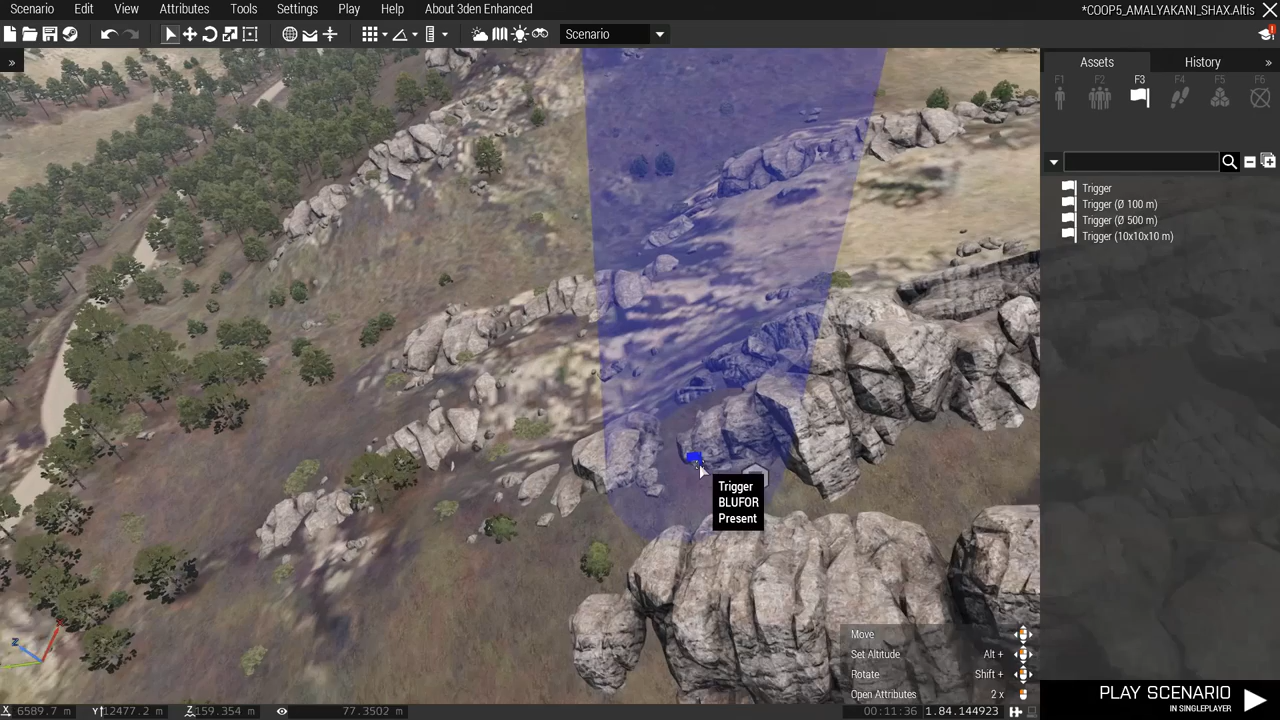 Scenario Edit View Attributes Tools Settings Play Help About 3den Enhanced *COOP5_AMALYAKANI_SHAX.Altis
Scenario
Assets History
F1 F2 F3 F4 F5 F6
Trigger
Trigger (Ø 100 m)
Trigger (Ø 500 m)
Trigger (10x10x10 m)
Trigger
BLUFOR
Present
Move
Set Altitude Alt +
Rotate Shift +
Open Attributes 2 x
PLAY SCENARIO
IN SINGLEPLAYER
X 6589.7 m Y 12477.2 m Z 159.354 m 77.3502 m 00:11:36 1.84.144923